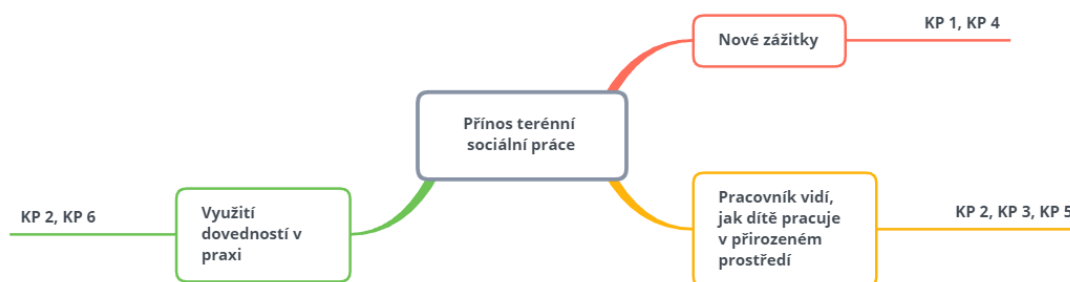 Přínos terénní
sociální práce
Nové zážitky
KP 1, KP 4
Pracovník vidí,
jak dítě pracuje
v přirozeném
prostředí
KP 2, KP 3, KP 5
Využití
dovedností v
praxi
KP 2, KP 6